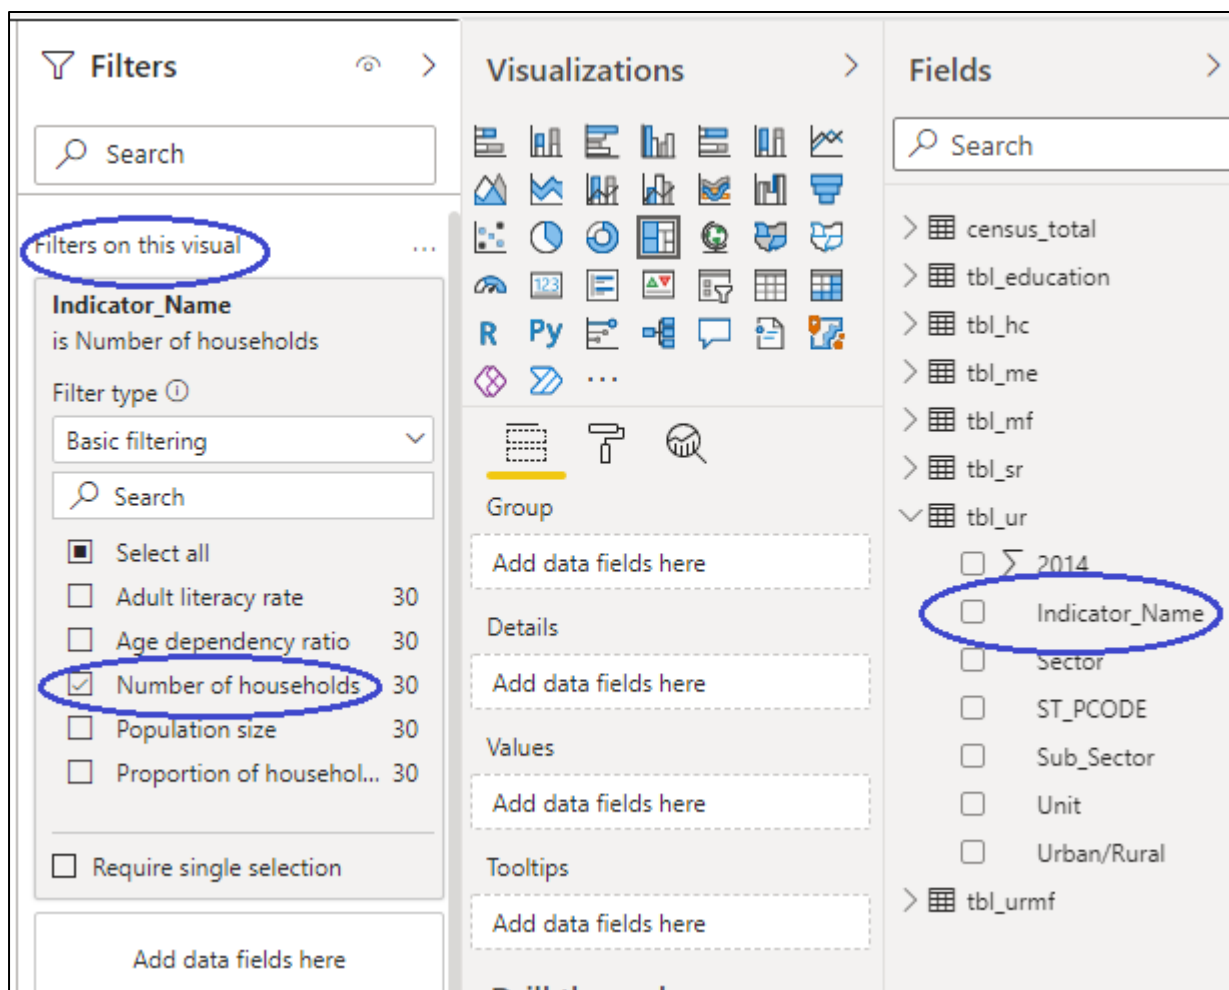 Filters
Search
Filters on this visual
...
Indicator_Name
is Number of households
Filter type
Basic filtering
Search
Select all
Adult literacy rate 30
Age dependency ratio 30
Number of households 30
Population size 30
Proportion of househol... 30
Require single selection
Add data fields here
Visualizations
123
R Py
...
Group
Add data fields here
Details
Add data fields here
Values
Add data fields here
Tooltips
Add data fields here
Fields
Search
census_total
tbl_education
tbl_hc
tbl_me
tbl_mf
tbl_sr
tbl_ur
∑ 2014
Indicator_Name
Sector
ST_PCODE
Sub_Sector
Unit
Urban/Rural
tbl_urmf